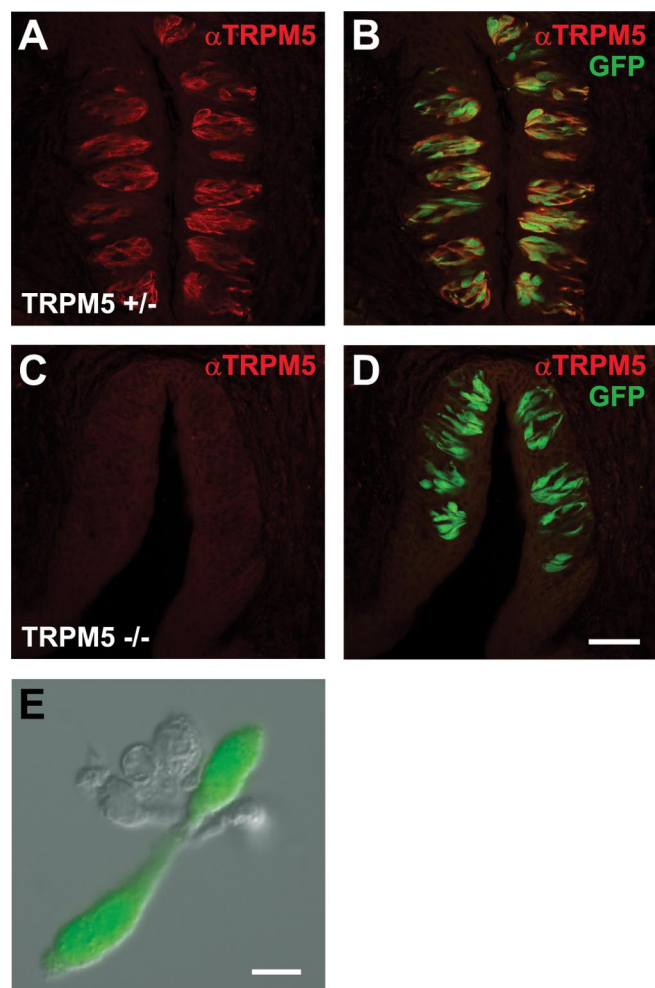 A αTRPM5
TRPM5 +/-
B αTRPM5
GFP
C αTRPM5
TRPM5 -/-
D αTRPM5
GFP
E